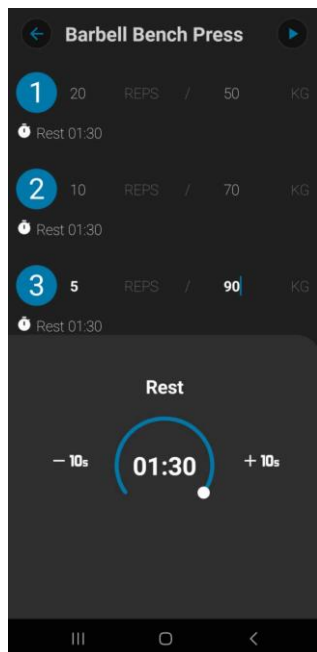 Barbell Bench Press
1 20 REPS / 50 KG
Rest 01:30
2 10 REPS / 70 KG
Rest 01:30
3 5 REPS / 90 KG
Rest 01:30
Rest
− 10s 01:30 + 10s